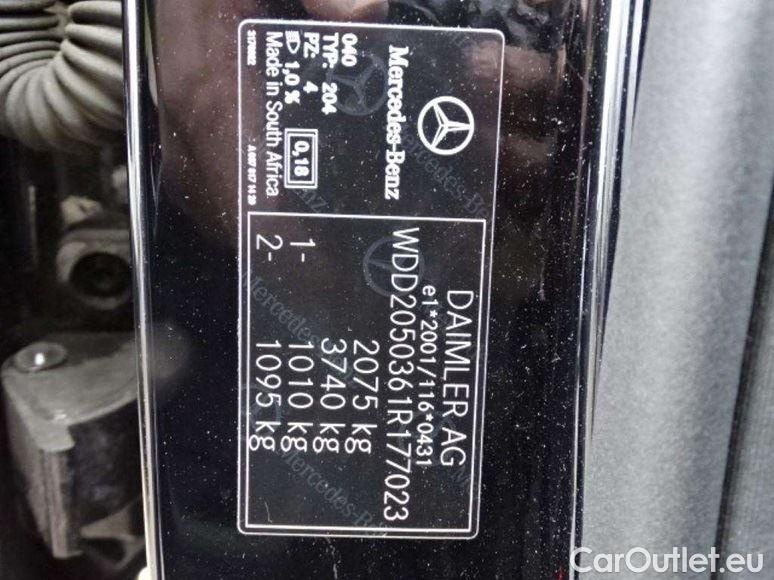 Mercedes-Benz
040
TYP: 204
PZ: 4
1,0 %
0,18
Made in South Africa
DAIMLER AG
e1*2001/116*0431
WDD2050361R177023
2075 kg
3740 kg
1- 1010 kg
2- 1095 kg
CarOutlet.eu